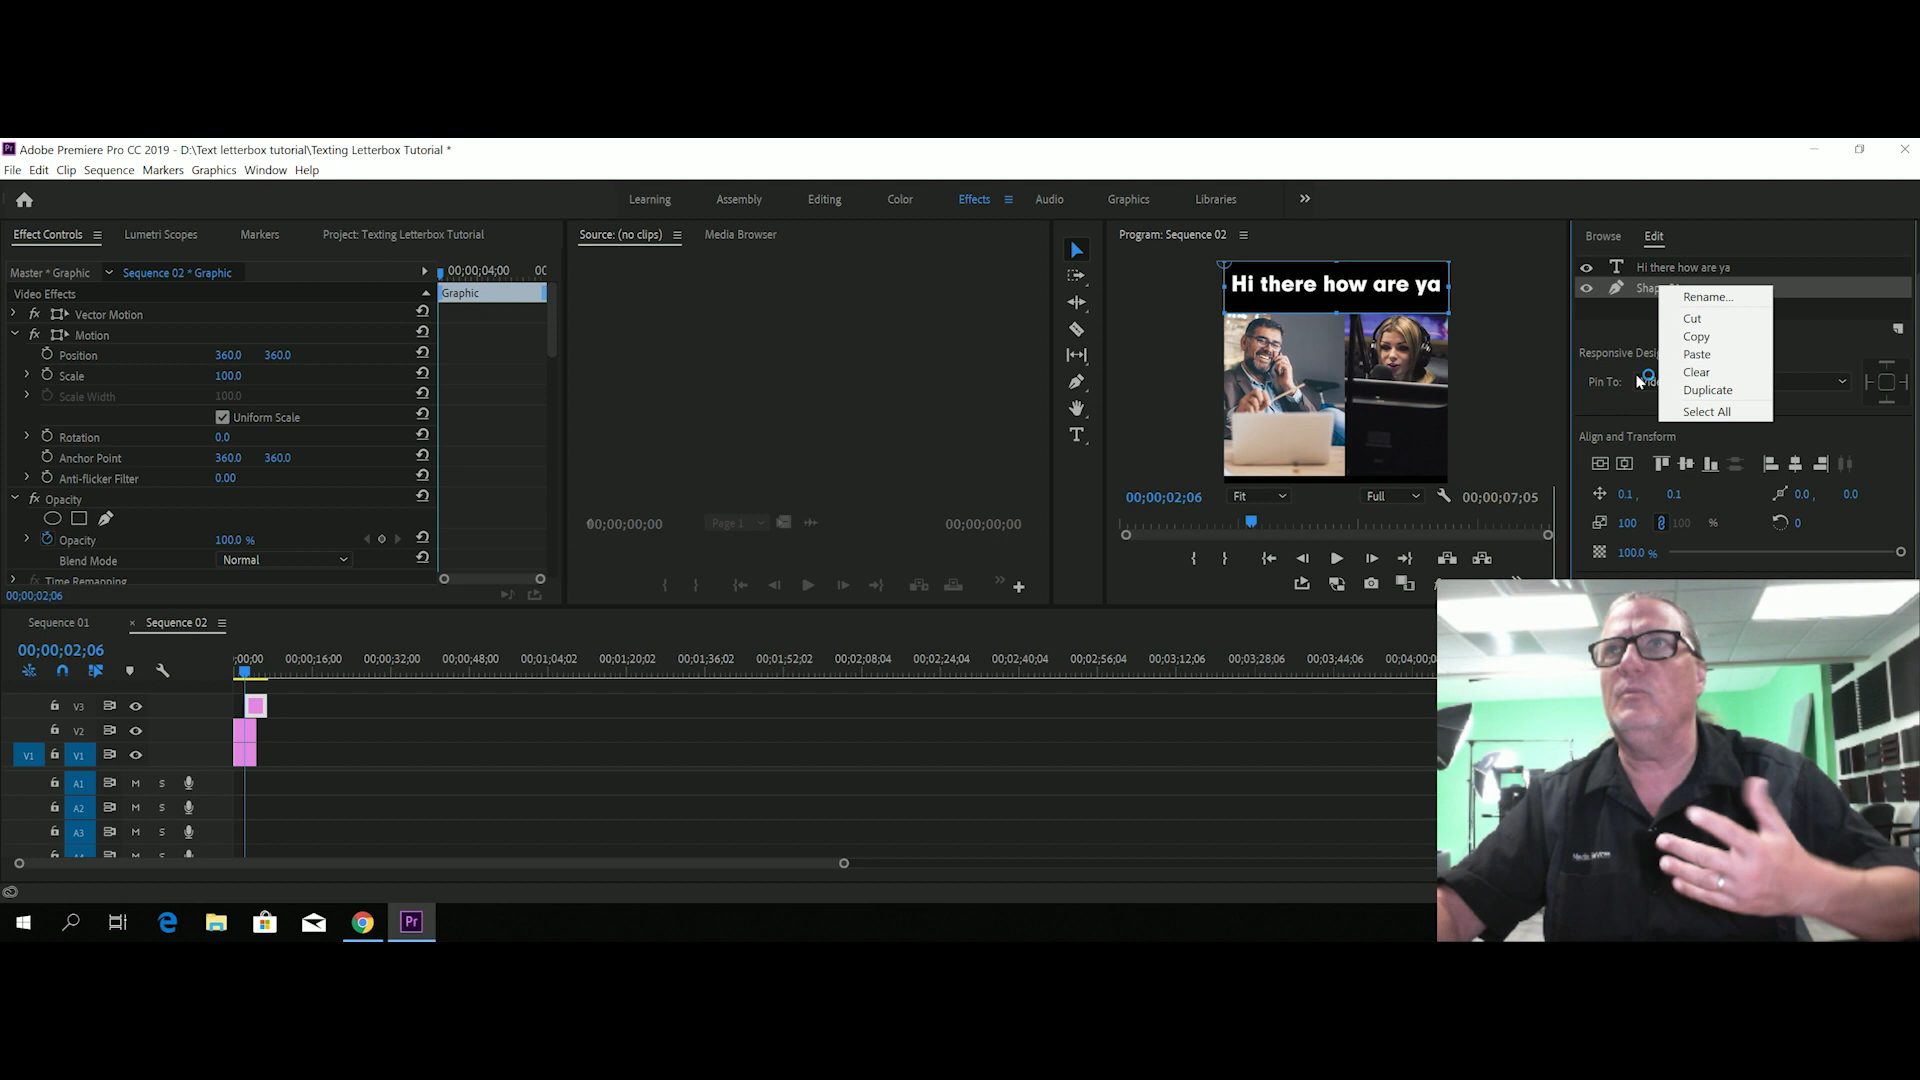 Adobe Premiere Pro CC 2019 - D:\Text letterbox tutorial\Texting Letterbox Tutorial *
File Edit Clip Sequence Markers Graphics Window Help
Learning Assembly Editing Color Effects Audio Graphics Libraries
Effect Controls Lumetri Scopes Markers Project: Texting Letterbox Tutorial
Source: (no clips) Media Browser
Program: Sequence 02
Browse Edit
Master * Graphic Sequence 02 * Graphic 00;00;04;00
Video Effects Graphic
fx Vector Motion
fx Motion
Position 360.0 360.0
Scale 100.0
Scale Width 100.0
Uniform Scale
Rotation 0.0
Anchor Point 360.0 360.0
Anti-flicker Filter 0.00
fx Opacity
Opacity 100.0 %
Blend Mode Normal
fx Time Remapping
00;00;02;06
00;00;00;00 Page 1 00;00;00;00
Hi there how are ya
00;00;02;06 Fit Full 00;00;07;05
Hi there how are ya
Rename...
Cut
Copy
Paste
Clear
Duplicate
Select All
Pin To:
Align and Transform
0.1 , 0.1 0.0 , 0.0
100 100 % 0
100.0 %
Sequence 01 Sequence 02
00;00;02;06
;00;00 00;00;16;00 00;00;32;00 00;00;48;00 00;01;04;02 00;01;20;02 00;01;36;02 00;01;52;02 00;02;08;04 00;02;24;04 00;02;40;04 00;02;56;04 00;03;12;06 00;03;28;06 00;03;44;06 00;04;00;0
V3
V2
V1 V1
A1 M S
A2 M S
A3 M S
Pr